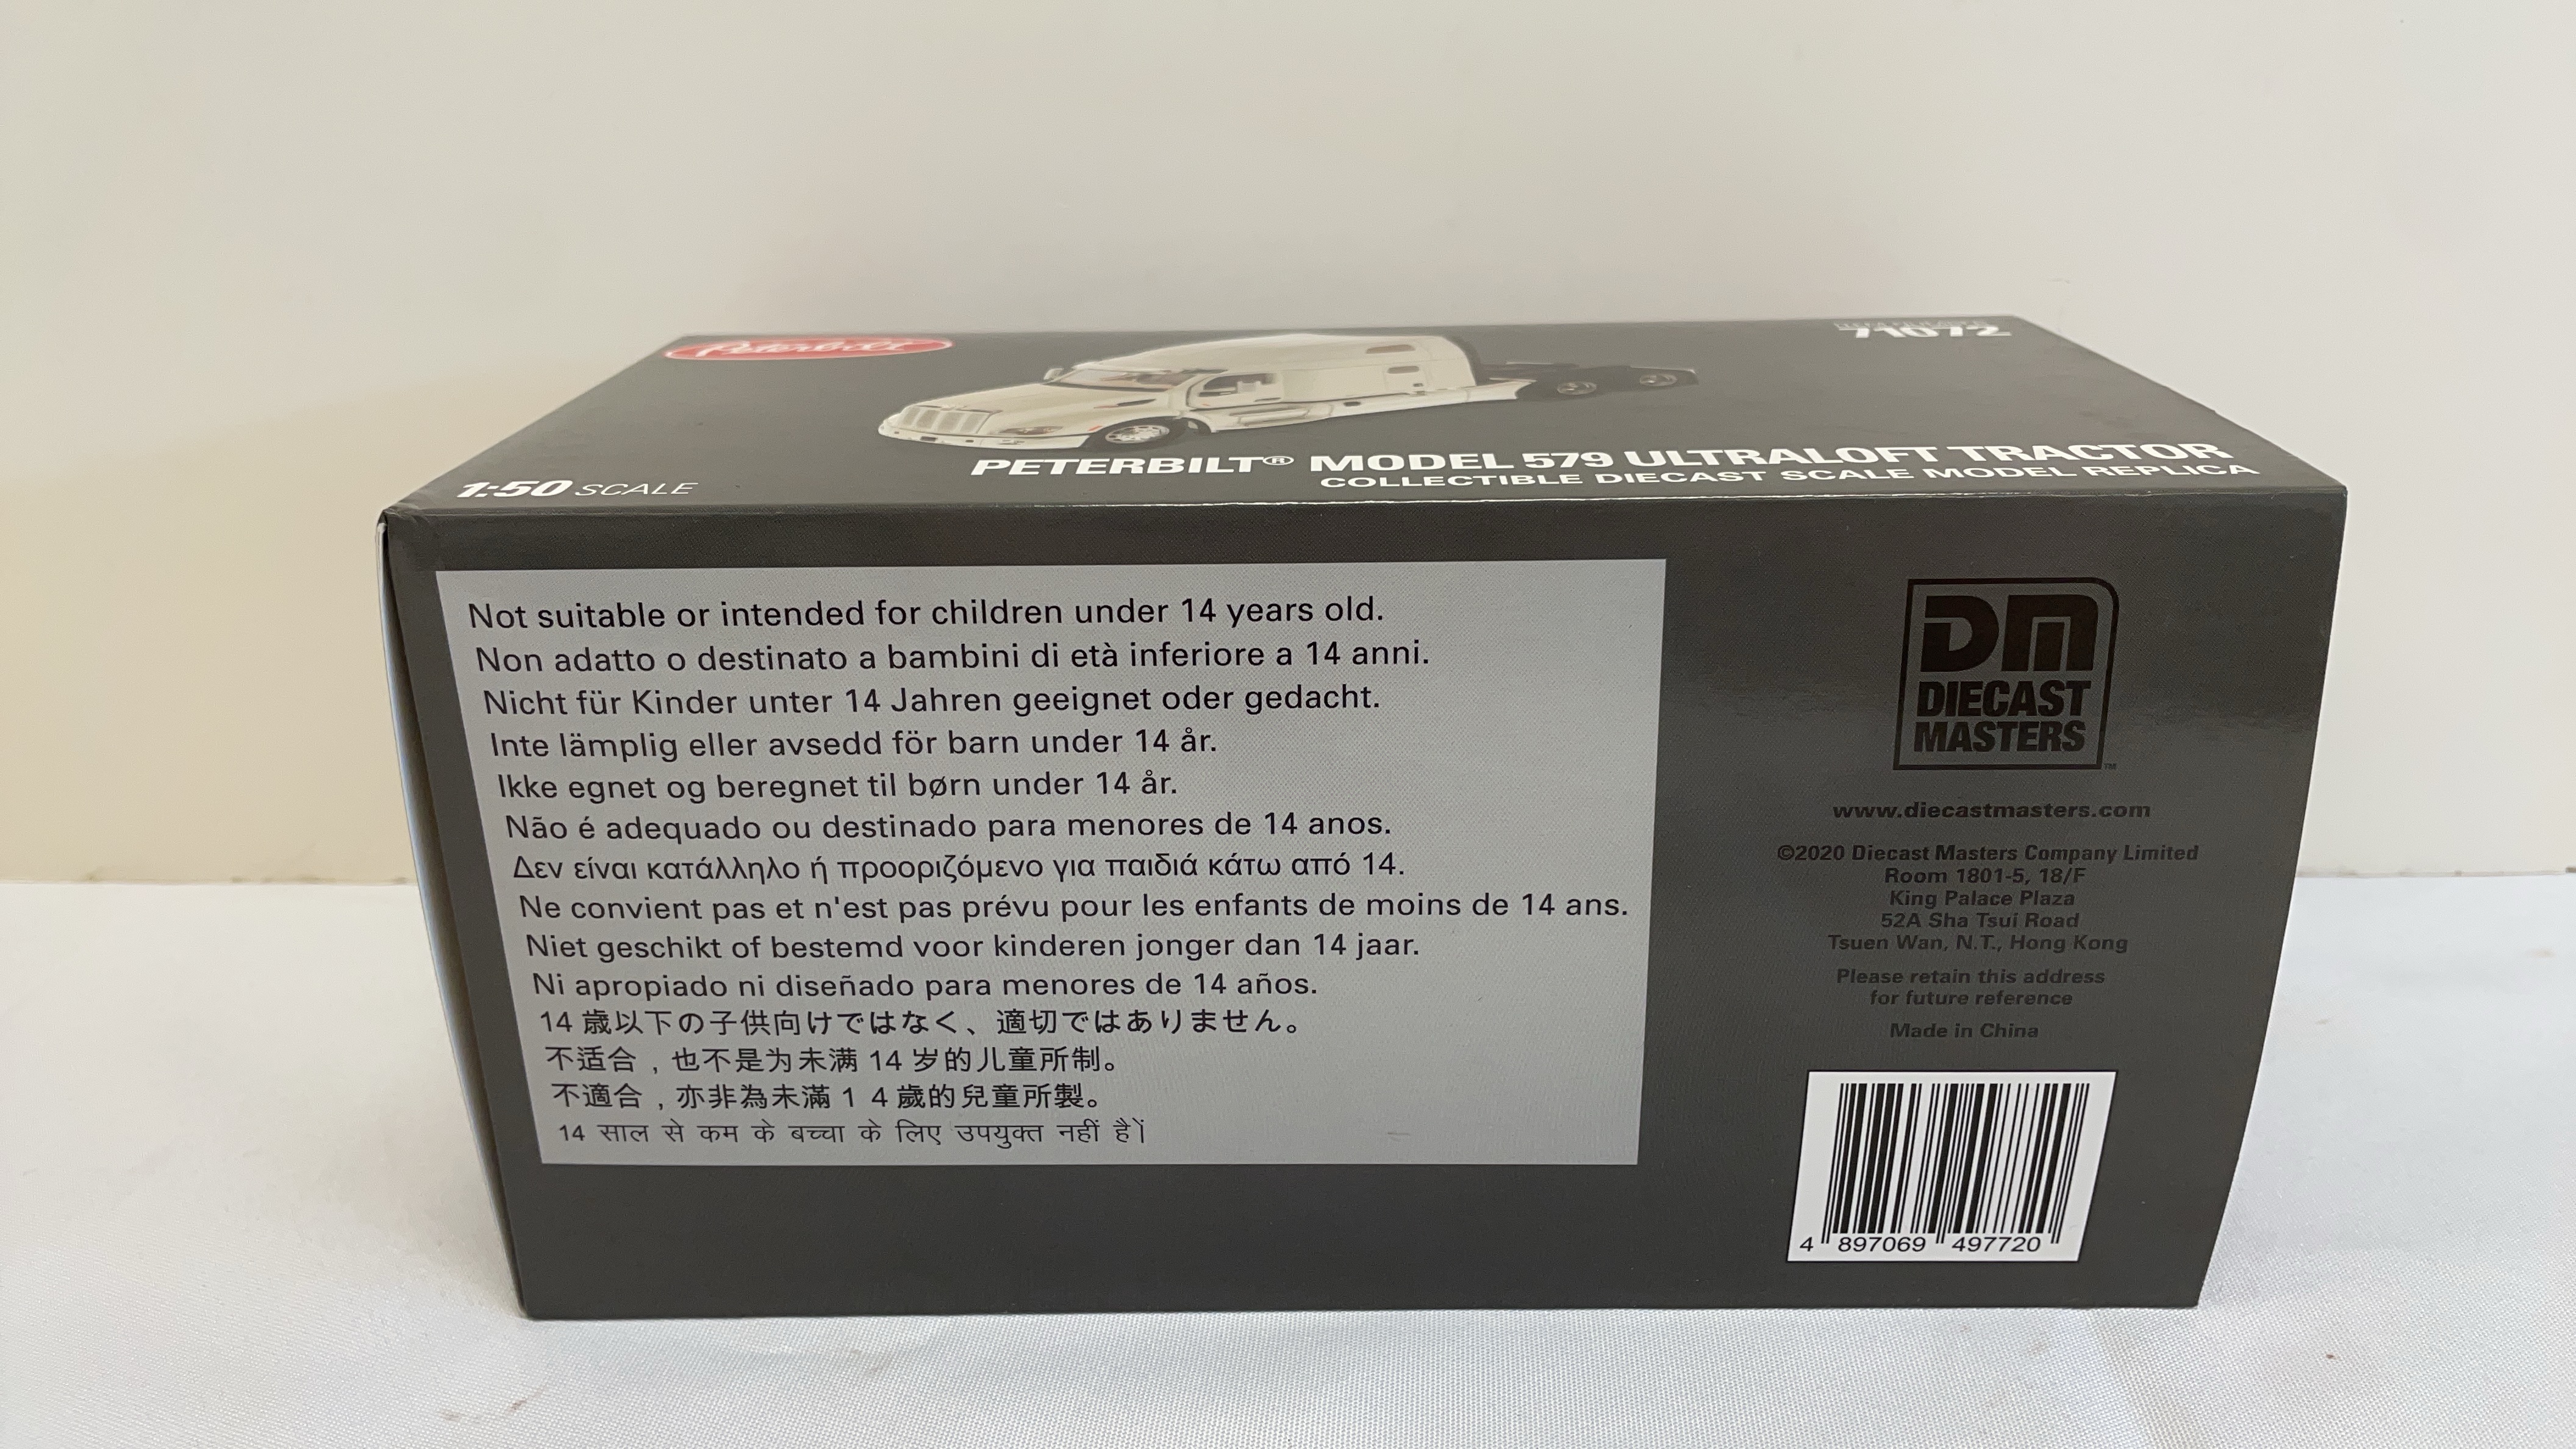 Peterbilt
71072
PETERBILT® MODEL 579 ULTRALOFT TRACTOR
COLLECTIBLE DIECAST SCALE MODEL REPLICA
1:50 SCALE
Not suitable or intended for children under 14 years old.
Non adatto o destinato a bambini di età inferiore a 14 anni.
Nicht für Kinder unter 14 Jahren geeignet oder gedacht.
Inte lämplig eller avsedd för barn under 14 år.
Ikke egnet og beregnet til børn under 14 år.
Não é adequado ou destinado para menores de 14 anos.
Δεν είναι κατάλληλο ή προοριζόμενο για παιδιά κάτω από 14.
Ne convient pas et n'est pas prévu pour les enfants de moins de 14 ans.
Niet geschikt of bestemd voor kinderen jonger dan 14 jaar.
Ni apropiado ni diseñado para menores de 14 años.
14 歳以下の子供向けではなく、適切ではありません。
不适合，也不是为未满 14 岁的儿童所制。
不適合，亦非為未滿 1 4 歲的兒童所製。
14 साल से कम के बच्चा के लिए उपयुक्त नहीं है।
DM
DIECAST
MASTERS
™
www.diecastmasters.com
©2020 Diecast Masters Company Limited
Room 1801-5, 18/F
King Palace Plaza
52A Sha Tsui Road
Tsuen Wan, N.T., Hong Kong
Please retain this address
for future reference
Made in China
4 897069 497720